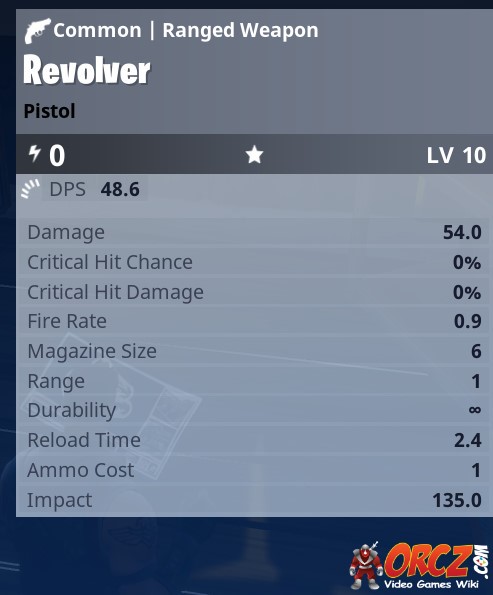 Common | Ranged Weapon
Revolver
Pistol
0 LV 10
DPS 48.6
Damage 54.0
Critical Hit Chance 0%
Critical Hit Damage 0%
Fire Rate 0.9
Magazine Size 6
Range 1
Durability ∞
Reload Time 2.4
Ammo Cost 1
Impact 135.0
ORCZ.COM
Video Games Wiki